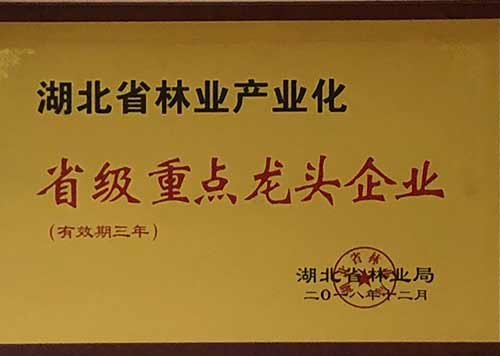 湖北省林业产业化
省级重点龙头企业
(有效期三年)
湖北省林业局
二〇一八年十二月